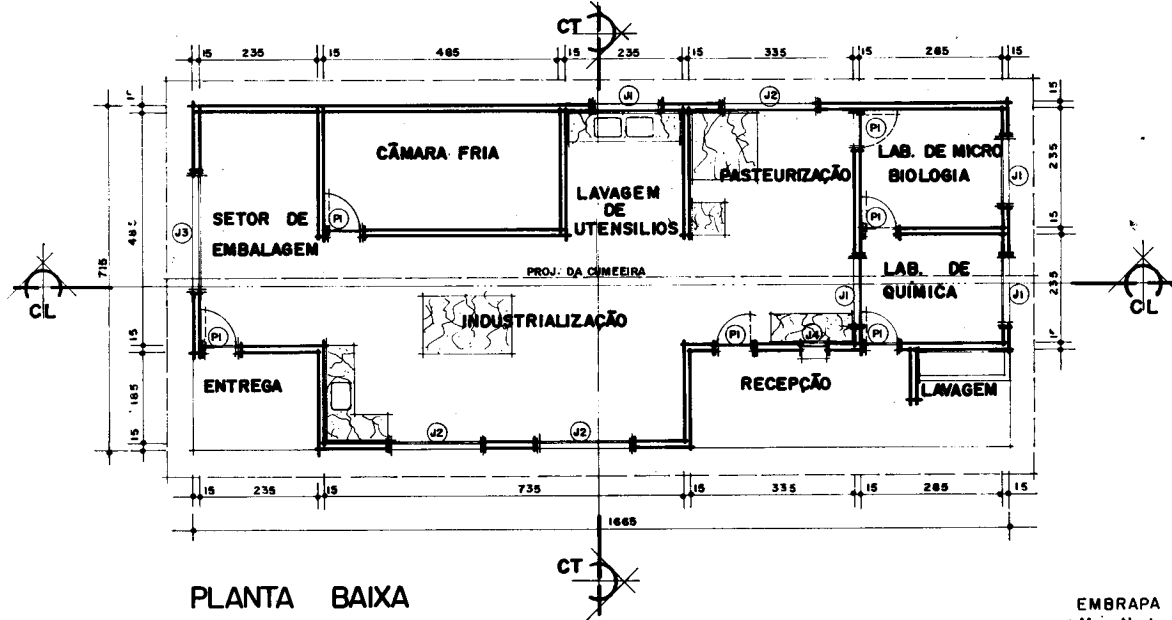 CT
15 235 15 465 15 235 15 335 15 265 15
J1 J2
15
CÂMARA FRIA
PASTEURIZAÇÃO
P1
LAB. DE MICRO
BIOLOGIA
235
J1
SETOR DE
EMBALAGEM
P1
LAVAGEM
DE
UTENSILIOS
P1
15
J3
485
715
PROJ. DA CUMEEIRA
LAB. DE
QUÍMICA
J1
J1
235
CL
CL
INDUSTRIALIZAÇÃO
P1
P1
J4
P1
15
ENTREGA
RECEPÇÃO
LAVAGEM
185
J2 J2
15
15 235 15 735 15 335 15 265 15
1665
CT
PLANTA BAIXA
EMBRAPA